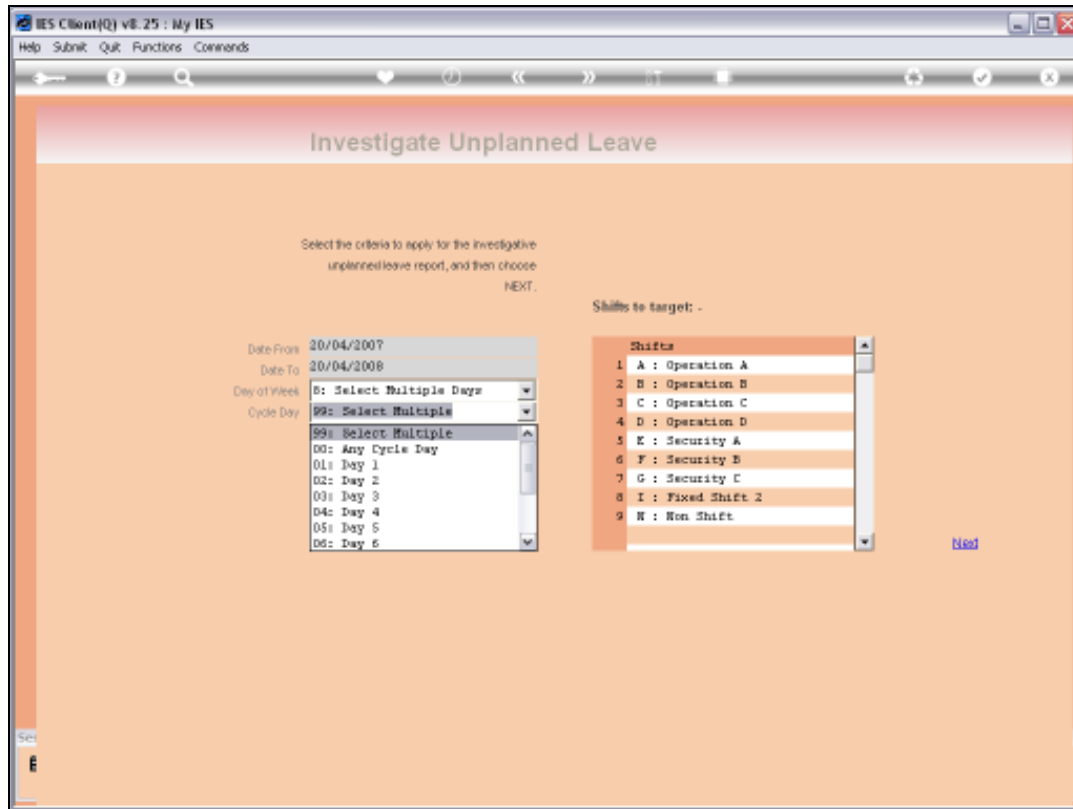 IES Client(Q) v8.25 : My IES
Help Submit Quit Functions Commands
Investigate Unplanned Leave
Select the criteria to apply for the investigative
unplanned leave report, and then choose
NEXT.
Shifts to target: -
Date From 20/04/2007
Date To 20/04/2008
Day of Week 8: Select Multiple Days
Cycle Day 99: Select Multiple
99: Select Multiple
00: Any Cycle Day
01: Day 1
02: Day 2
03: Day 3
04: Day 4
05: Day 5
06: Day 6
Shifts
1 A : Operation A
2 B : Operation B
3 C : Operation C
4 D : Operation D
5 E : Security A
6 F : Security B
7 G : Security C
8 I : Fixed Shift 2
9 N : Non Shift
Next